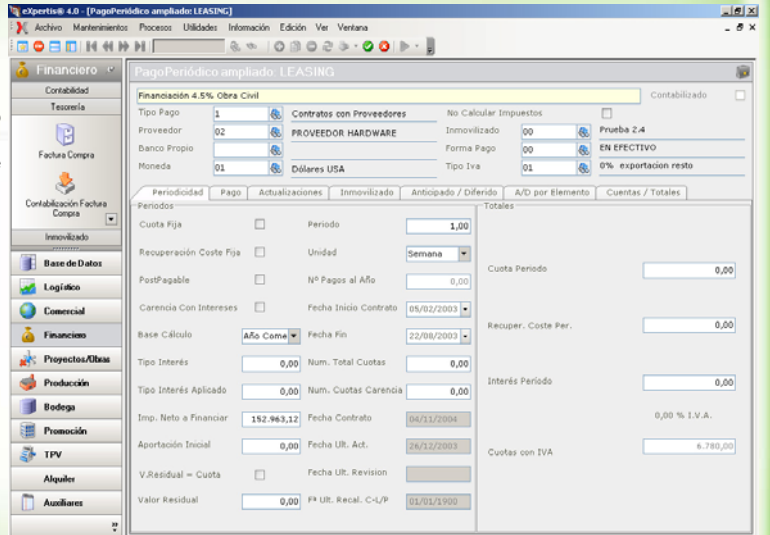 eXpertis® 4.0 - [PagoPeriódico ampliado: LEASING]
Archivo Mantenimientos Procesos Utilidades Información Edición Ver Ventana
Financiero
PagoPeriódico ampliado: LEASING
Contabilidad
Tesorería
Factura Compra
Contabilización Factura Compra
Inmovilizado
Base de Datos
Logístico
Comercial
Financiero
Proyectos/Obras
Producción
Bodega
Promoción
TPV
Alquiler
Auxiliares
Financiación 4.5% Obra Civil Contabilizado
Tipo Pago 1 Contratos con Proveedores No Calcular Impuestos
Proveedor 02 PROVEEDOR HARDWARE Inmovilizado 00 Prueba 2.4
Banco Propio Forma Pago 00 EN EFECTIVO
Moneda 01 Dólares USA Tipo Iva 01 0% exportacion resto
Periodicidad Pago Actualizaciones Inmovilizado Anticipado / Diferido A/D por Elemento Cuentas / Totales
Periodos Totales
Cuota Fija Periodo 1,00
Recuperación Coste Fija Unidad Semana
Cuota Periodo 0,00
PostPagable Nº Pagos al Año 0,00
Carencia Con Intereses Fecha Inicio Contrato 05/02/2003
Recuper. Coste Per. 0,00
Base Cálculo Año Come Fecha Fin 22/08/2003
Tipo Interés 0,00 Num. Total Cuotas 0,00
Interés Período 0,00
Tipo Interés Aplicado 0,00 Num. Cuotas Carencia 0,00
Imp. Neto a Financiar 152.963,12 Fecha Contrato 04/11/2004
0,00 % I.V.A.
Aportación Inicial 0,00 Fecha Ult. Act. 26/12/2003
Cuotas con IVA 6.780,00
V.Residual = Cuota Fecha Ult. Revision
Valor Residual 0,00 Fª Ult. Recal. C-L/P 01/01/1900